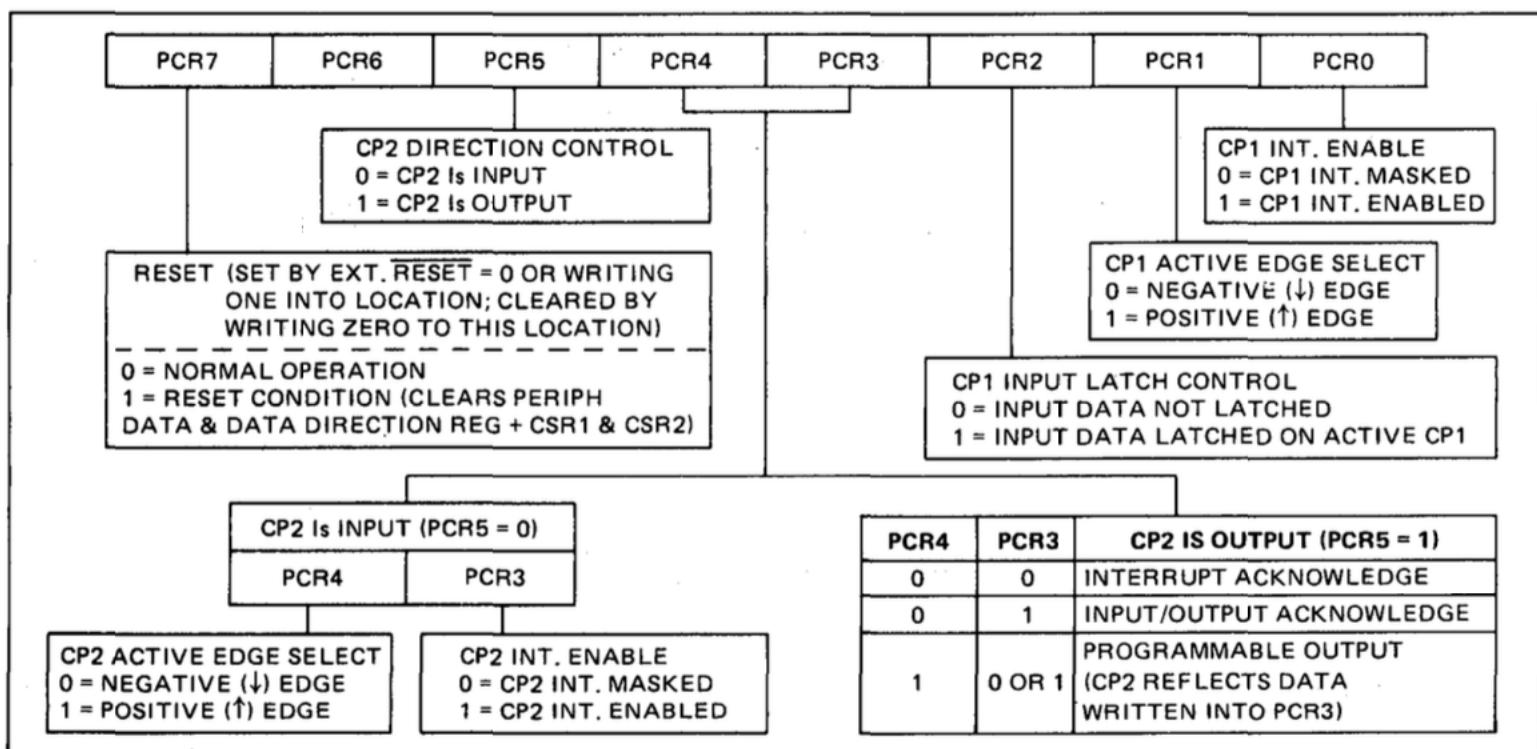 PCR7 PCR6 PCR5 PCR4 PCR3 PCR2 PCR1 PCR0
CP2 DIRECTION CONTROL
0 = CP2 Is INPUT
1 = CP2 Is OUTPUT
CP1 INT. ENABLE
0 = CP1 INT. MASKED
1 = CP1 INT. ENABLED
RESET (SET BY EXT. RESET = 0 OR WRITING
ONE INTO LOCATION; CLEARED BY
WRITING ZERO TO THIS LOCATION)
0 = NORMAL OPERATION
1 = RESET CONDITION (CLEARS PERIPH
DATA & DATA DIRECTION REG + CSR1 & CSR2)
CP1 ACTIVE EDGE SELECT
0 = NEGATIVE (↓) EDGE
1 = POSITIVE (↑) EDGE
CP1 INPUT LATCH CONTROL
0 = INPUT DATA NOT LATCHED
1 = INPUT DATA LATCHED ON ACTIVE CP1
CP2 Is INPUT (PCR5 = 0)
PCR4 PCR3
CP2 ACTIVE EDGE SELECT
0 = NEGATIVE (↓) EDGE
1 = POSITIVE (↑) EDGE
CP2 INT. ENABLE
0 = CP2 INT. MASKED
1 = CP2 INT. ENABLED
PCR4 PCR3 CP2 IS OUTPUT (PCR5 = 1)
0 0 INTERRUPT ACKNOWLEDGE
0 1 INPUT/OUTPUT ACKNOWLEDGE
1 0 OR 1 PROGRAMMABLE OUTPUT
(CP2 REFLECTS DATA
WRITTEN INTO PCR3)